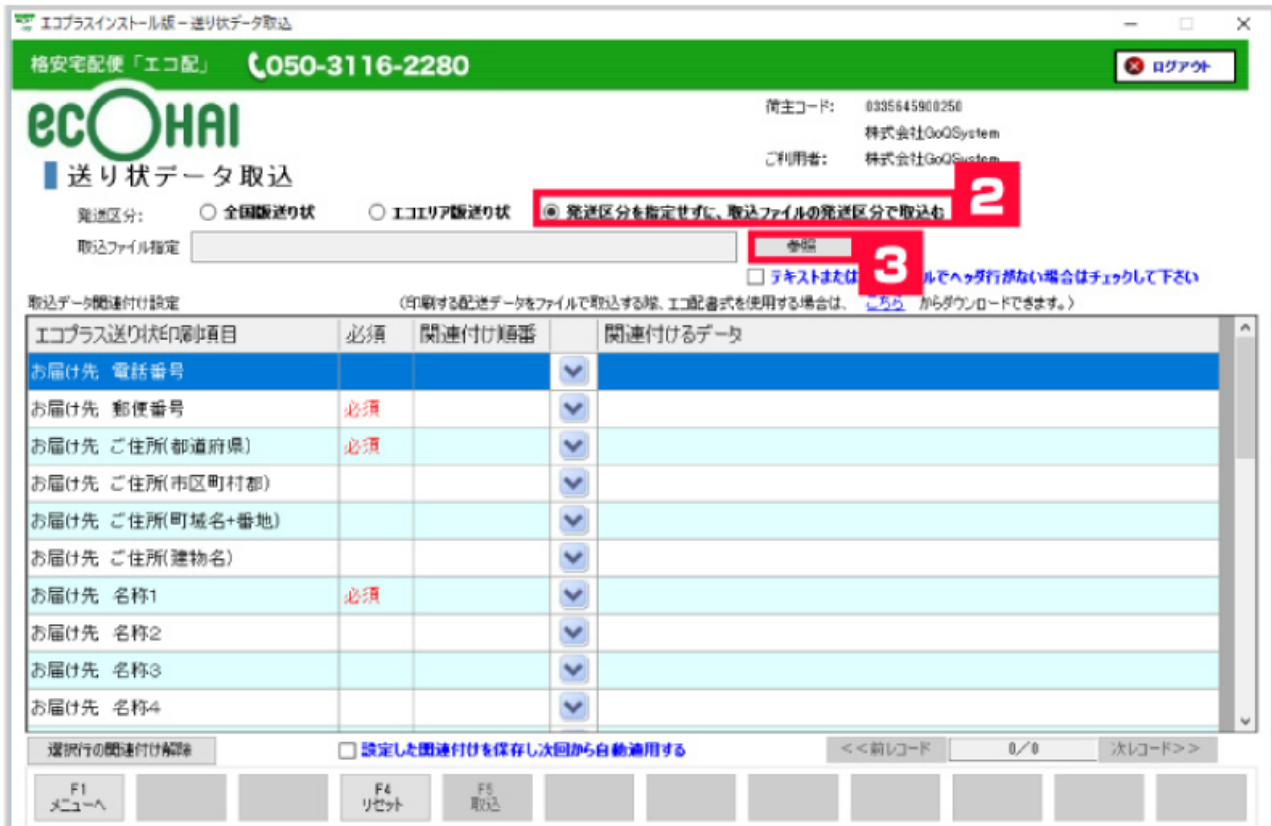 エコプラスインストール版-送り状データ取込
格安宅配便「エコ配」 050-3116-2280 ログアウト
ecOHAI
荷主コード: 0335645900250
株式会社GoQSystem
ご利用者: 株式会社GoQSystem
送り状データ取込
2
発送区分: 全国版送り状 エコエリア版送り状 発送区分を指定せずに、取込ファイルの発送区分で取込む
取込ファイル指定 参照
3
テキストまたは ルでヘッダ行がない場合はチェックして下さい
取込データ関連付け設定 (印刷する配送データをファイルで取込する際、エコ配書式を使用する場合は、 こちら からダウンロードできます。)
エコプラス送り状印刷項目 必須 関連付け順番 関連付けるデータ
お届け先 電話番号
お届け先 郵便番号 必須
お届け先 ご住所(都道府県) 必須
お届け先 ご住所(市区町村郡)
お届け先 ご住所(町域名+番地)
お届け先 ご住所(建物名)
お届け先 名称1 必須
お届け先 名称2
お届け先 名称3
お届け先 名称4
選択行の関連付け解除 設定した関連付けを保存し次回から自動適用する <<前レコード 0/0 次レコード>>
F1 F4 F5
メニューへ リセット 取込